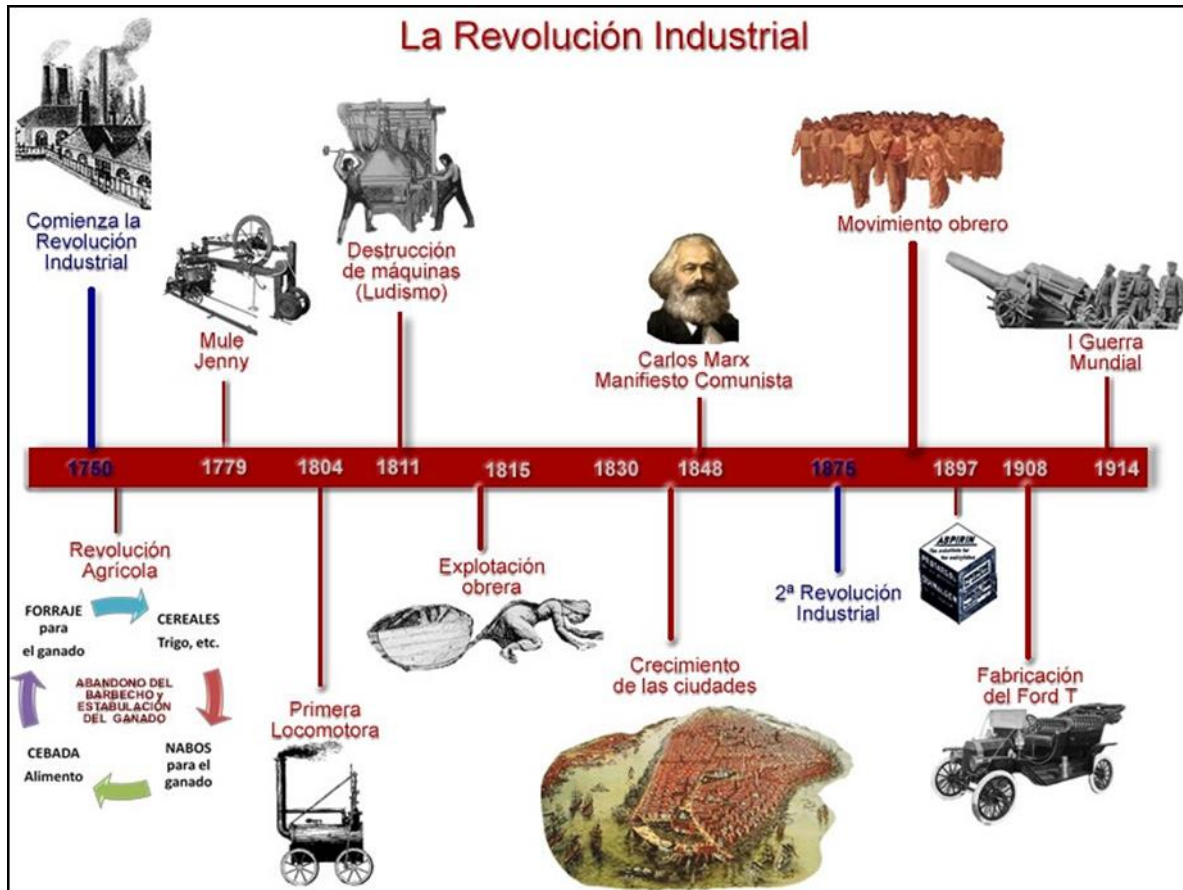 La Revolución Industrial
Comienza la
Revolución
Industrial
Mule
Jenny
Destrucción
de máquinas
(Ludismo)
Carlos Marx
Manifiesto Comunista
Movimiento obrero
I Guerra
Mundial
1750
1779
1804
1811
1815
1830
1848
1875
1897
1908
1914
Revolución
Agrícola
FORRAJE
para
el ganado
CEREALES
Trigo, etc.
ABANDONO DEL
BARBECHO y
ESTABULACIÓN
DEL GANADO
CEBADA
Alimento
NABOS
para el
ganado
Primera
Locomotora
Explotación
obrera
Crecimiento
de las ciudades
2ª Revolución
Industrial
ASPIRIN
Fabricación
del Ford T